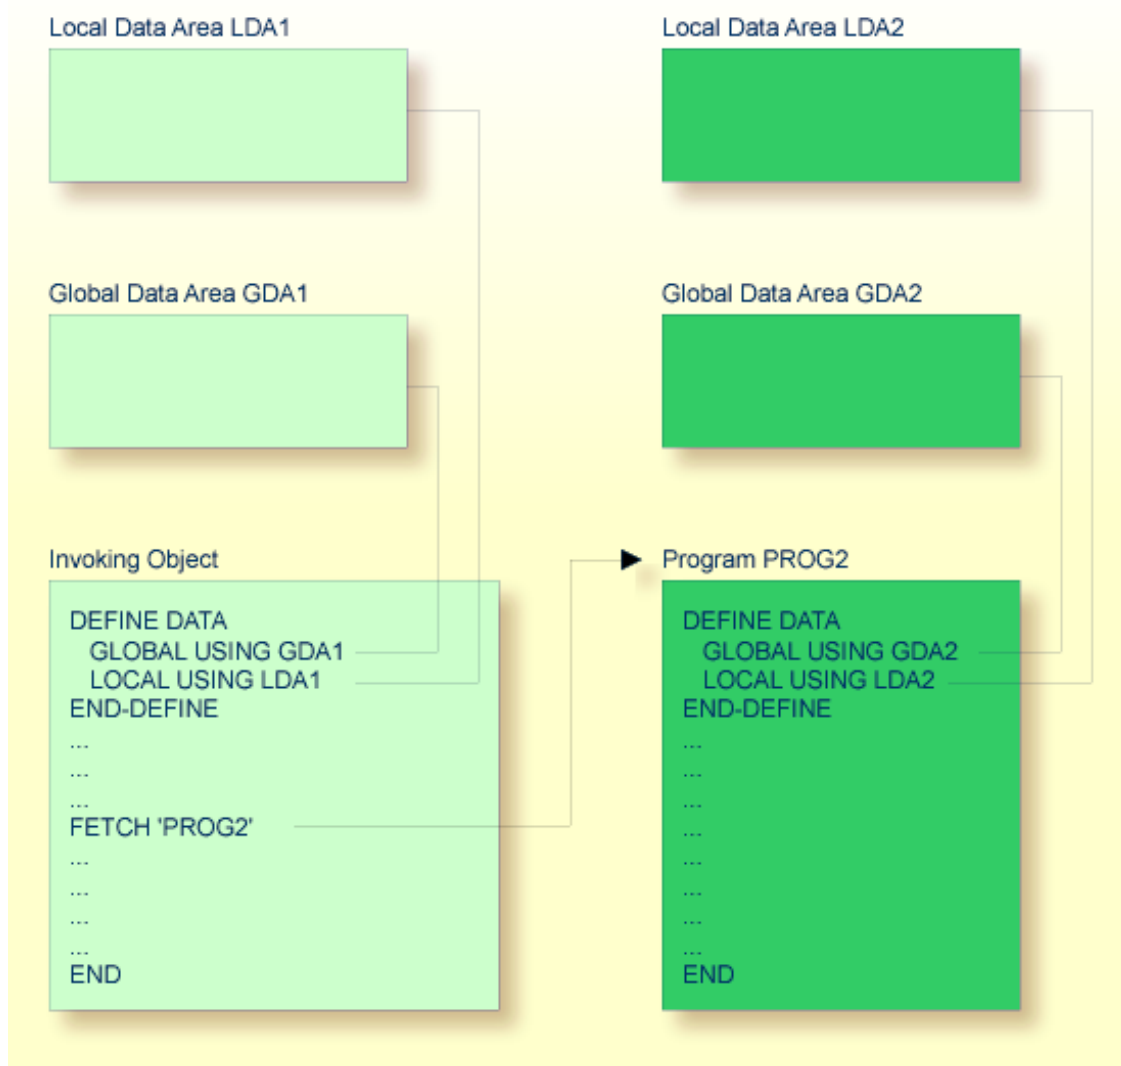 Local Data Area LDA1
Local Data Area LDA2
Global Data Area GDA1
Global Data Area GDA2
Invoking Object
DEFINE DATA
GLOBAL USING GDA1
LOCAL USING LDA1
END-DEFINE
...
...
...
FETCH 'PROG2'
...
...
...
...
END
Program PROG2
DEFINE DATA
GLOBAL USING GDA2
LOCAL USING LDA2
END-DEFINE
...
...
...
...
...
...
...
...
END